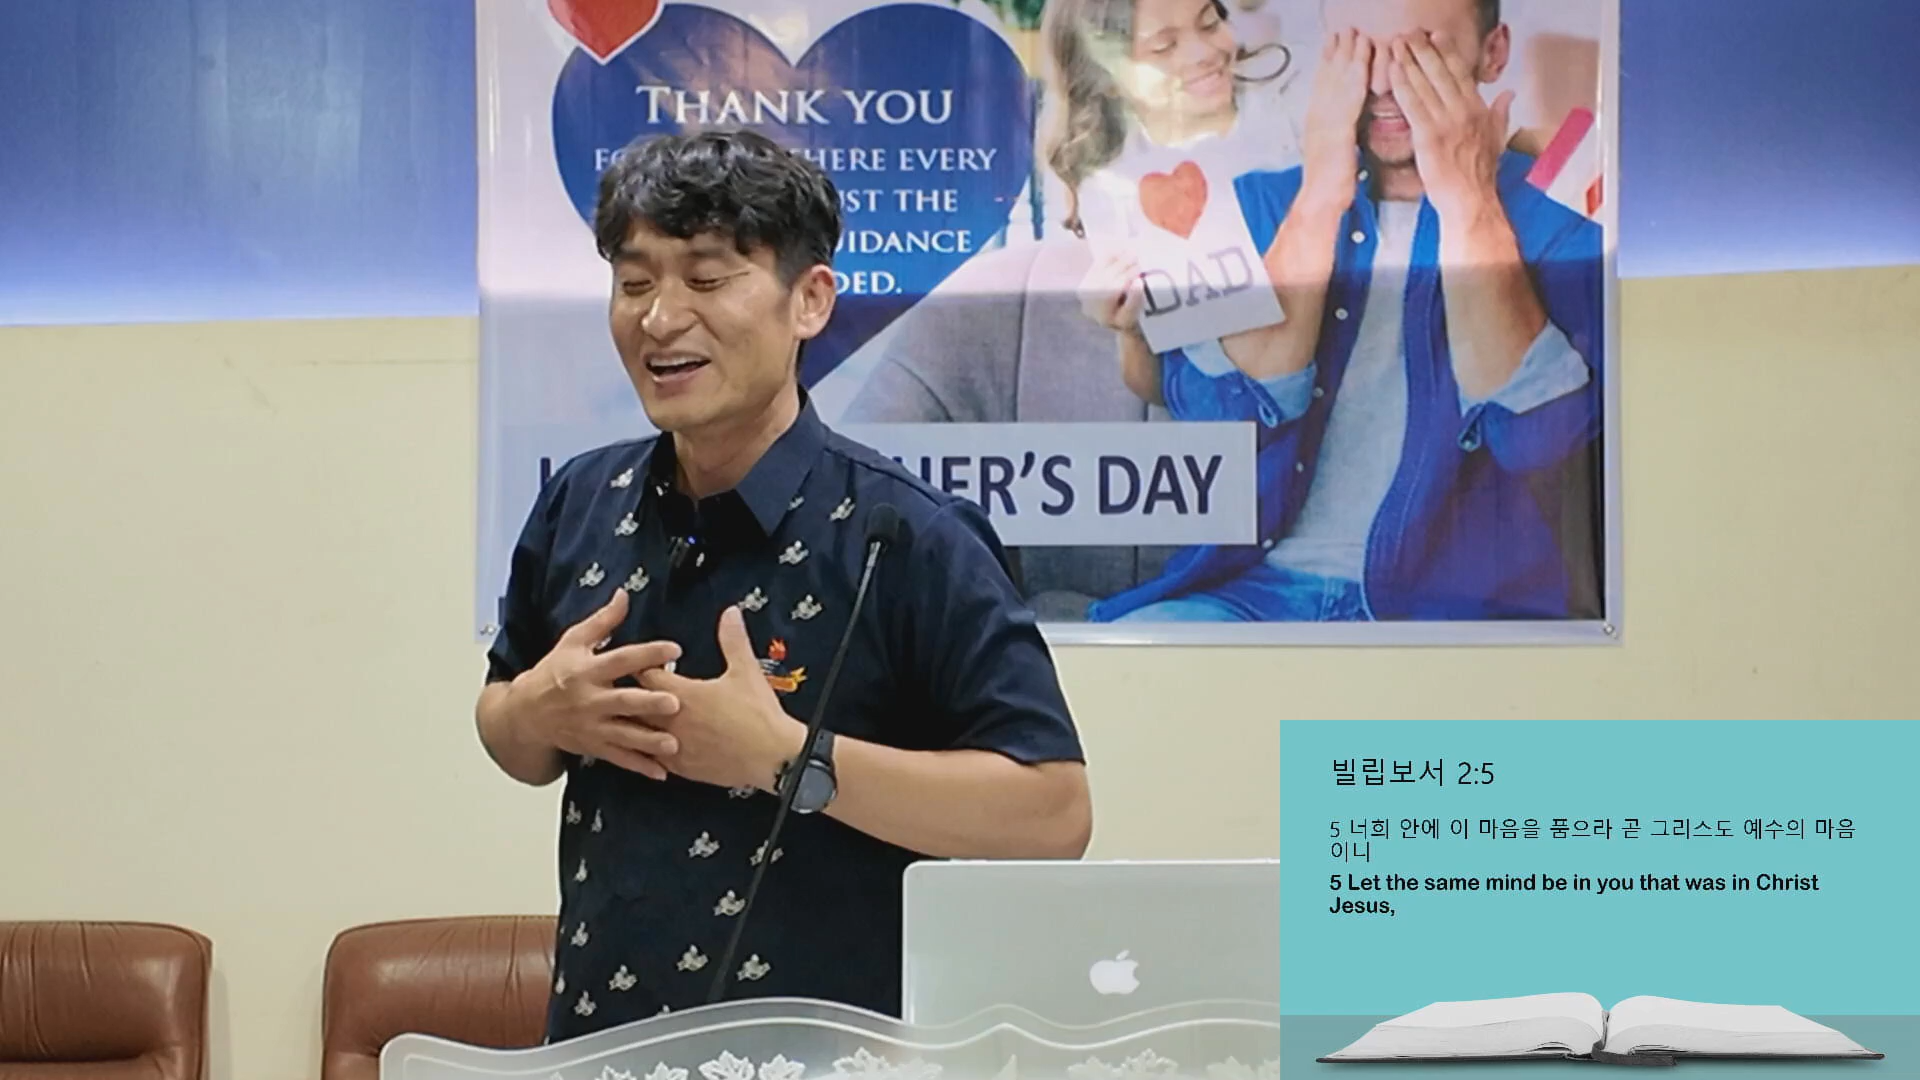 THANK YOU
HERE EVERY
UST THE
UIDANCE
DED.
DAD
HER'S DAY
빌립보서 2:5
5 너희 안에 이 마음을 품으라 곧 그리스도 예수의 마음
이니
5 Let the same mind be in you that was in Christ
Jesus,